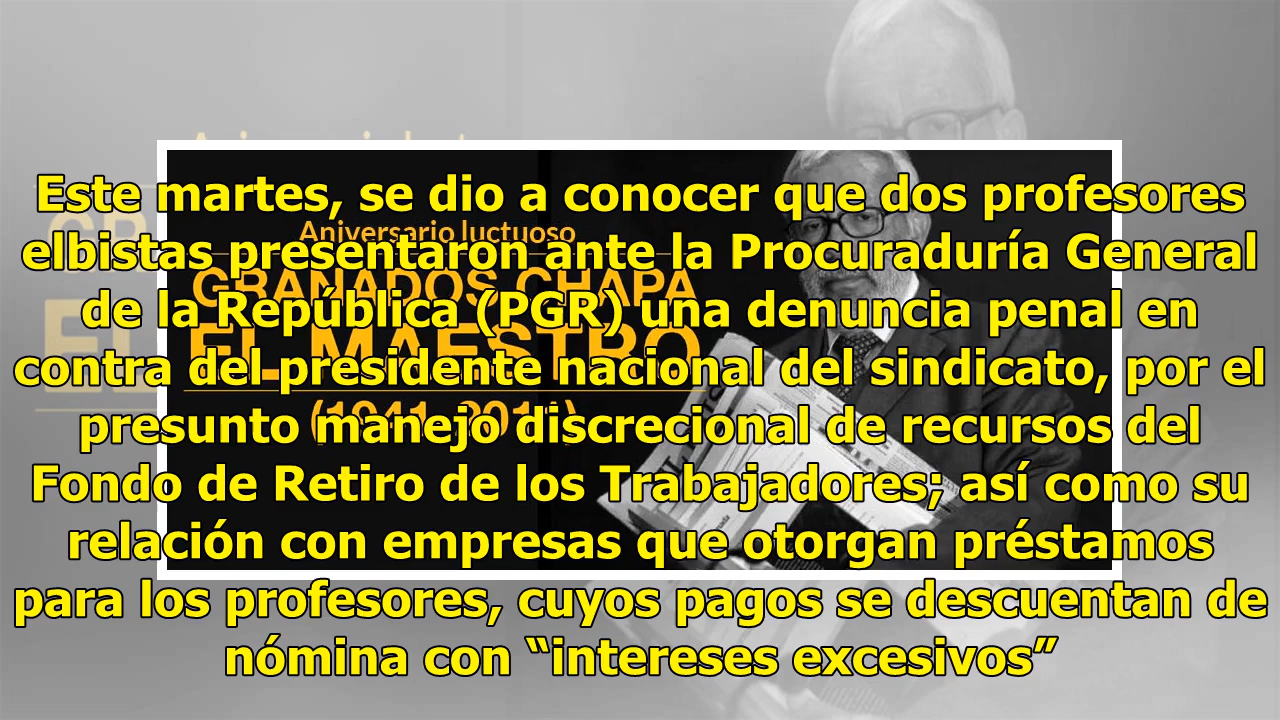 Este martes, se dio a conocer que dos profesores
Aniversario luctuoso
elbistas presentaron ante la Procuraduría General
GRANADOS CHAPA
de la República (PGR) una denuncia penal en
EL MAESTRO
contra del presidente nacional del sindicato, por el
presunto manejo discrecional de recursos del
Fondo de Retiro de los Trabajadores; así como su
relación con empresas que otorgan préstamos
para los profesores, cuyos pagos se descuentan de
nómina con “intereses excesivos”